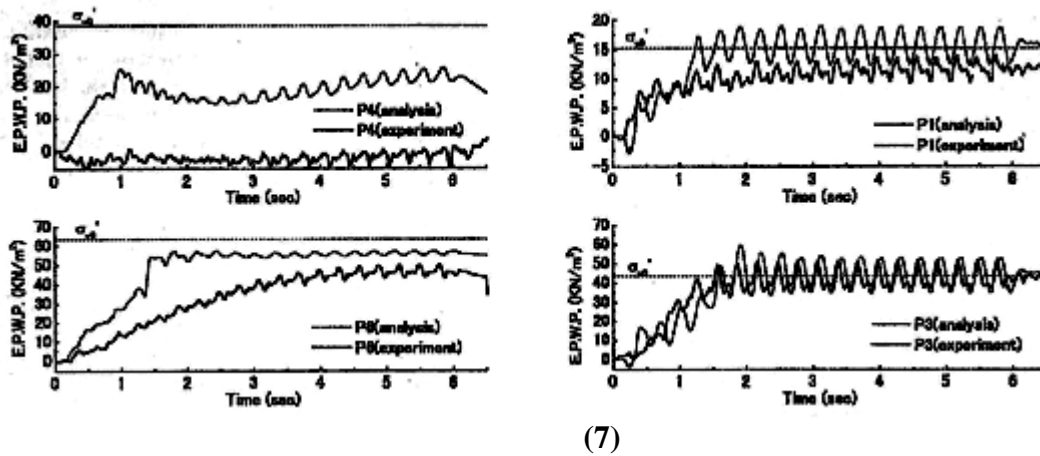 σv0'
40
30
20
10
0
E.P.W.P. (KN/m²)
P4(analysis)
P4(experiment)
0 1 2 3 4 5 6
Time (sec)
20
15
10
5
0
-5
σv0'
E.P.W.P. (KN/m²)
P1(analysis)
P1(experiment)
0 1 2 3 4 5 6
Time (sec)
70
60
50
40
30
20
10
0
σv0'
E.P.W.P. (KN/m²)
P8(analysis)
P8(experiment)
0 1 2 3 4 5 6
Time (sec)
70
60
50
40
30
20
10
0
σv0'
E.P.W.P. (KN/m²)
P3(analysis)
P3(experiment)
0 1 2 3 4 5 6
Time (sec)
(7)